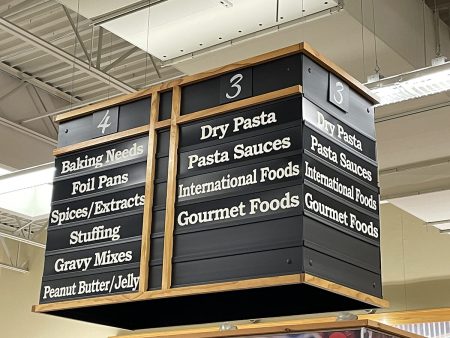 4
Baking Needs
Foil Pans
Spices/Extracts
Stuffing
Gravy Mixes
Peanut Butter/Jelly
3
Dry Pasta
Pasta Sauces
International Foods
Gourmet Foods
3
Dry Pasta
Pasta Sauces
International Foods
Gourmet Foods